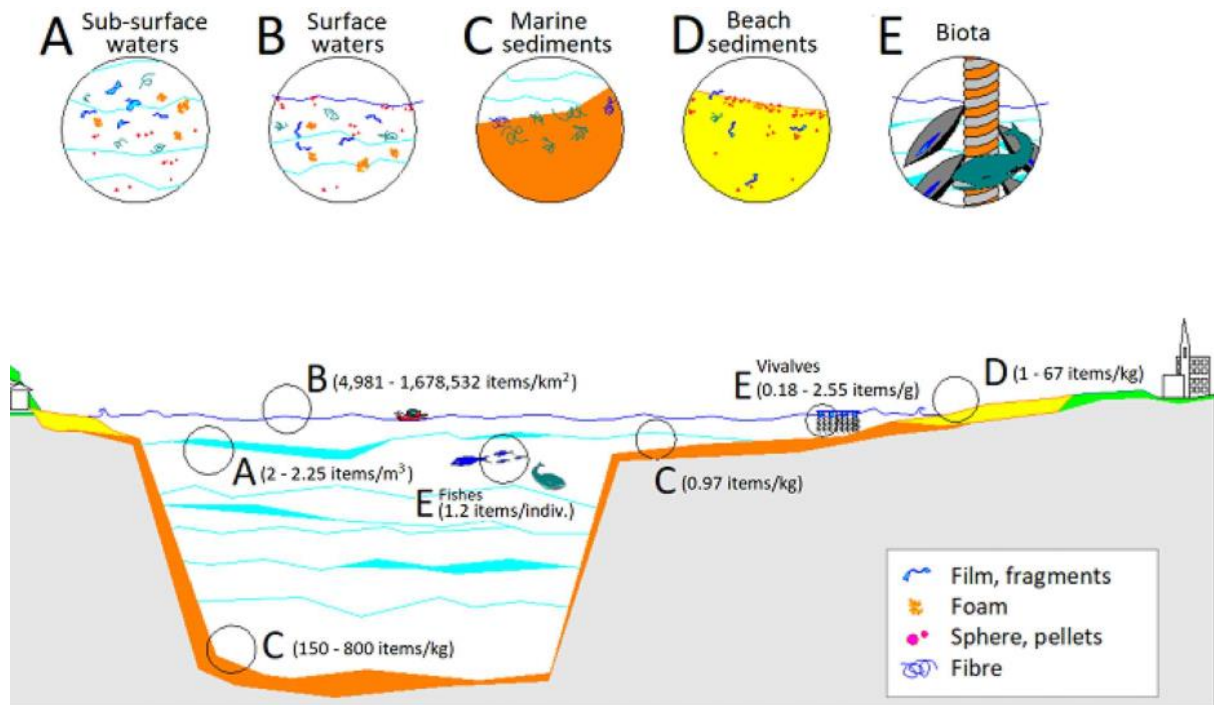 A Sub-surface
waters
B Surface
waters
C Marine
sediments
D Beach
sediments
E Biota
B (4,981 - 1,678,532 items/km²)
Vivalves
E (0.18 - 2.55 items/g)
D (1 - 67 items/kg)
A (2 - 2.25 items/m³)
Fishes
E (1.2 items/indiv.)
C (0.97 items/kg)
C (150 - 800 items/kg)
Film, fragments
Foam
Sphere, pellets
Fibre